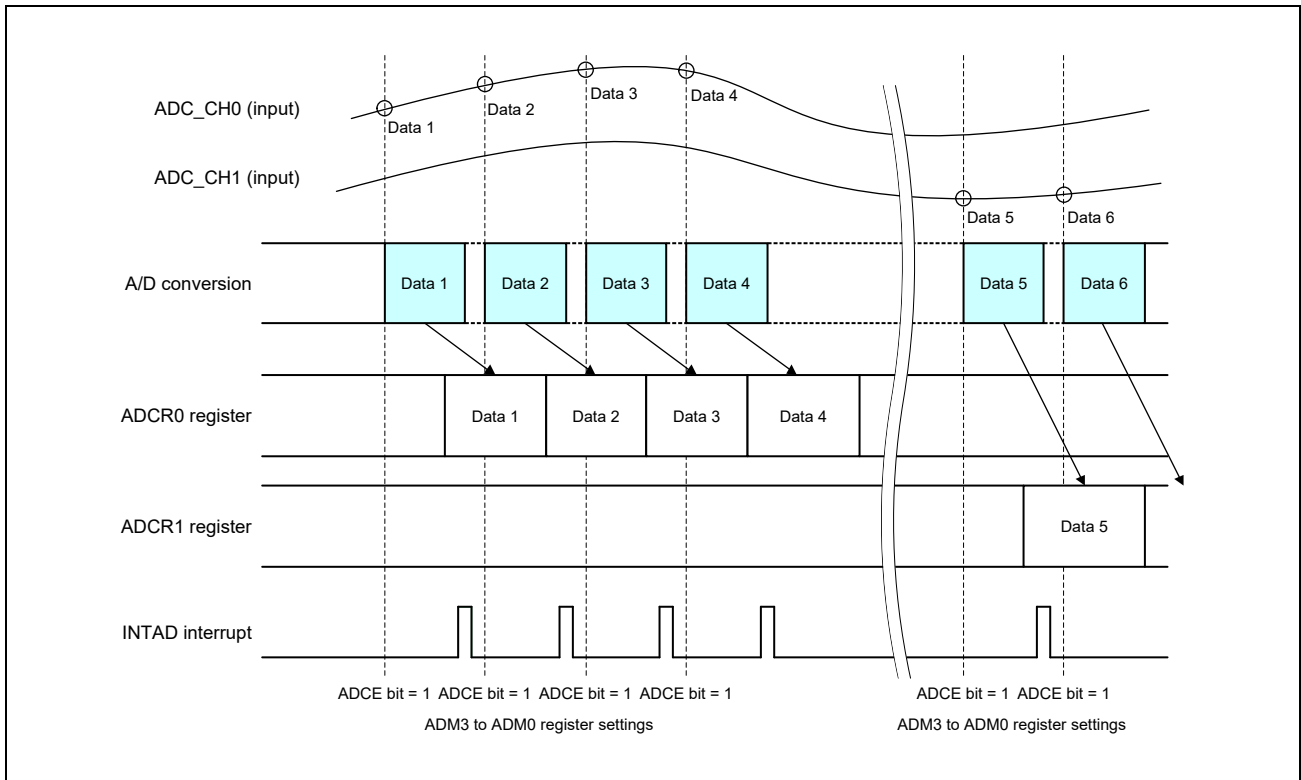 ADC_CH0 (input)
Data 1
Data 2
Data 3
Data 4
ADC_CH1 (input)
Data 5
Data 6
A/D conversion
Data 1
Data 2
Data 3
Data 4
Data 5
Data 6
ADCR0 register
Data 1
Data 2
Data 3
Data 4
ADCR1 register
Data 5
INTAD interrupt
ADCE bit = 1 ADCE bit = 1 ADCE bit = 1 ADCE bit = 1
ADCE bit = 1 ADCE bit = 1
ADM3 to ADM0 register settings
ADM3 to ADM0 register settings